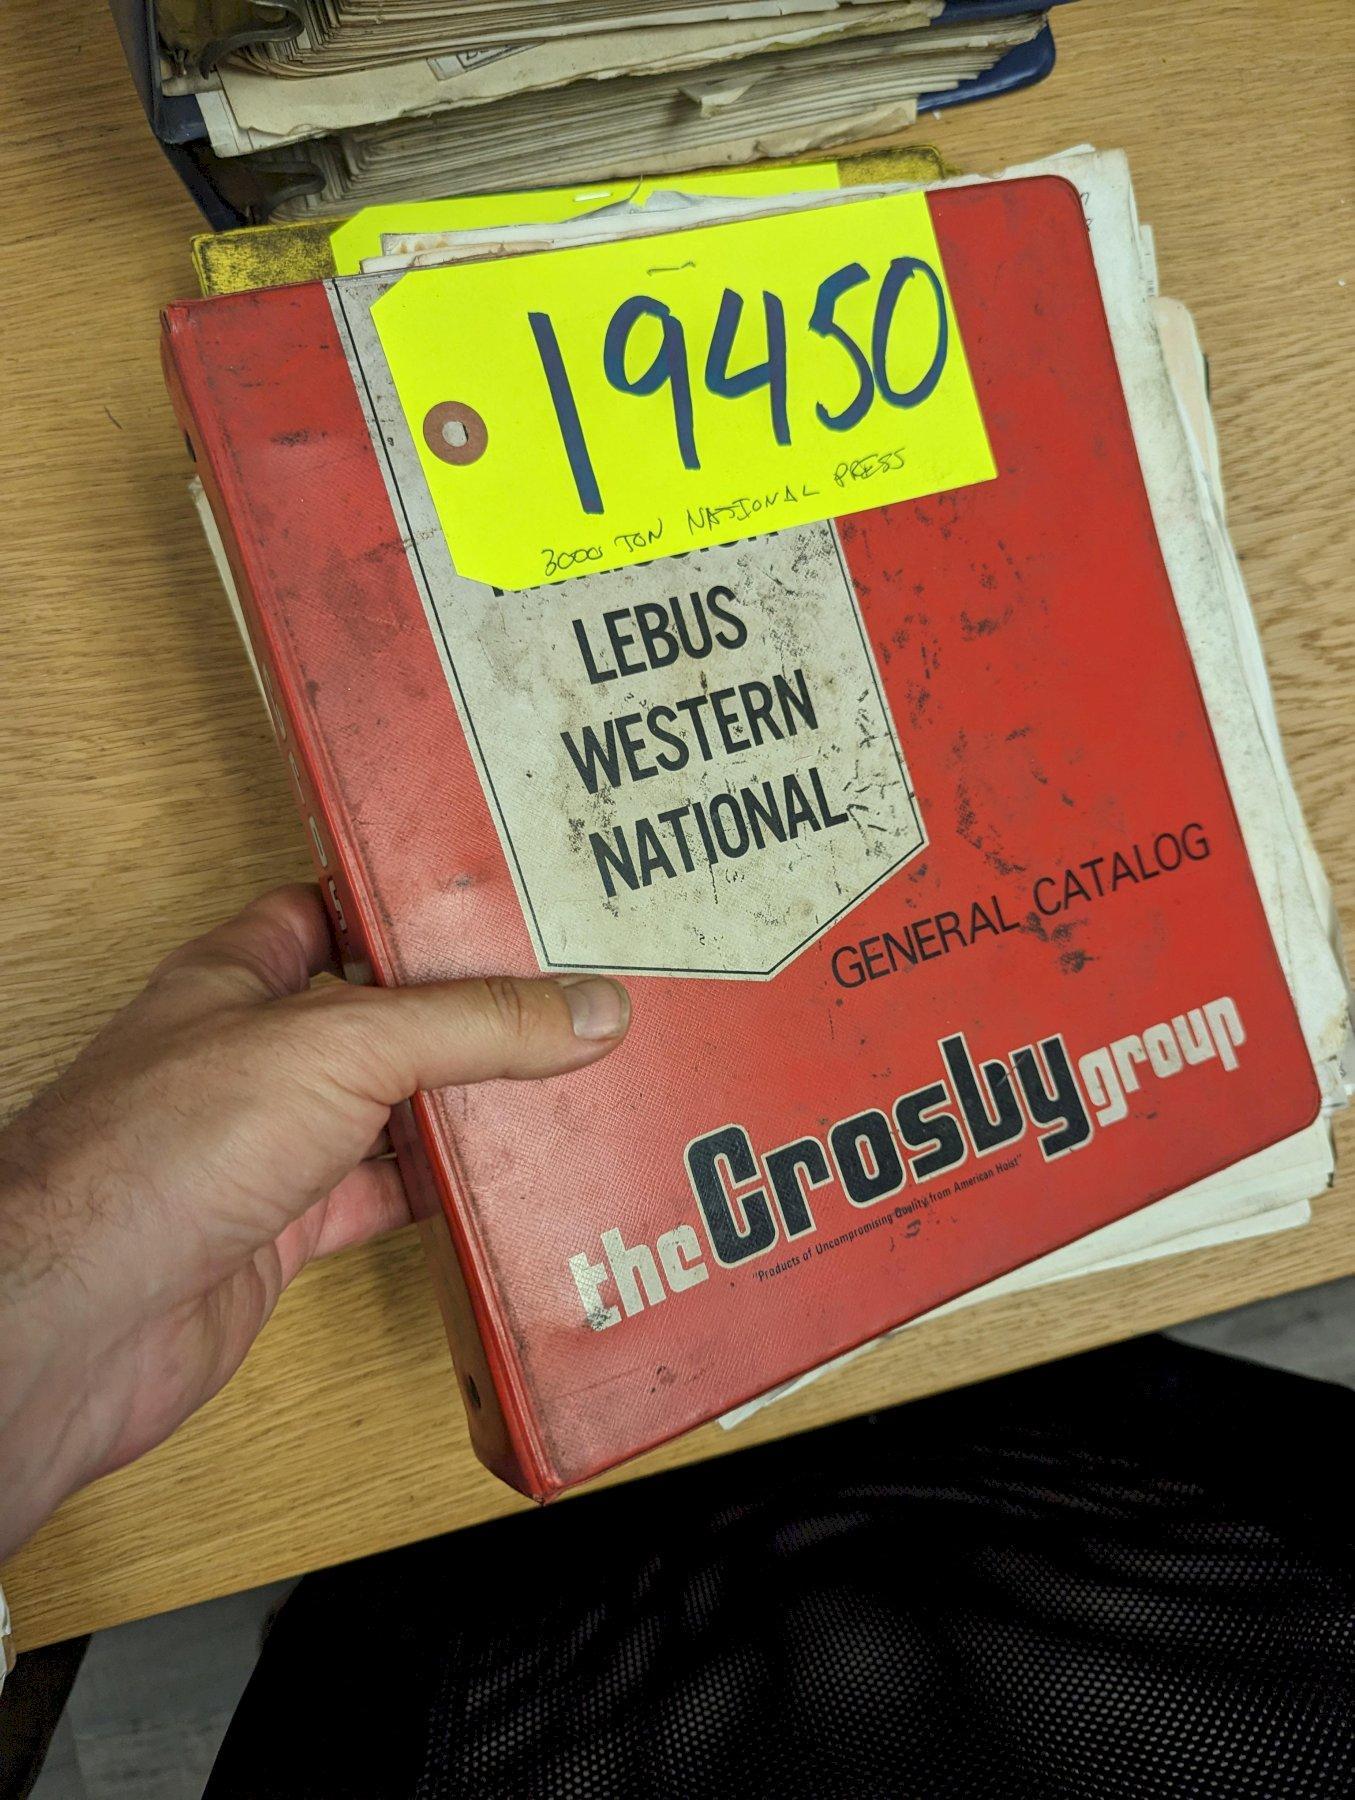 19450
3000 TON NATIONAL PRESS
LEBUS
WESTERN
NATIONAL
GENERAL CATALOG
the Crosby group
"Products of Uncompromising Quality from American Hoist"